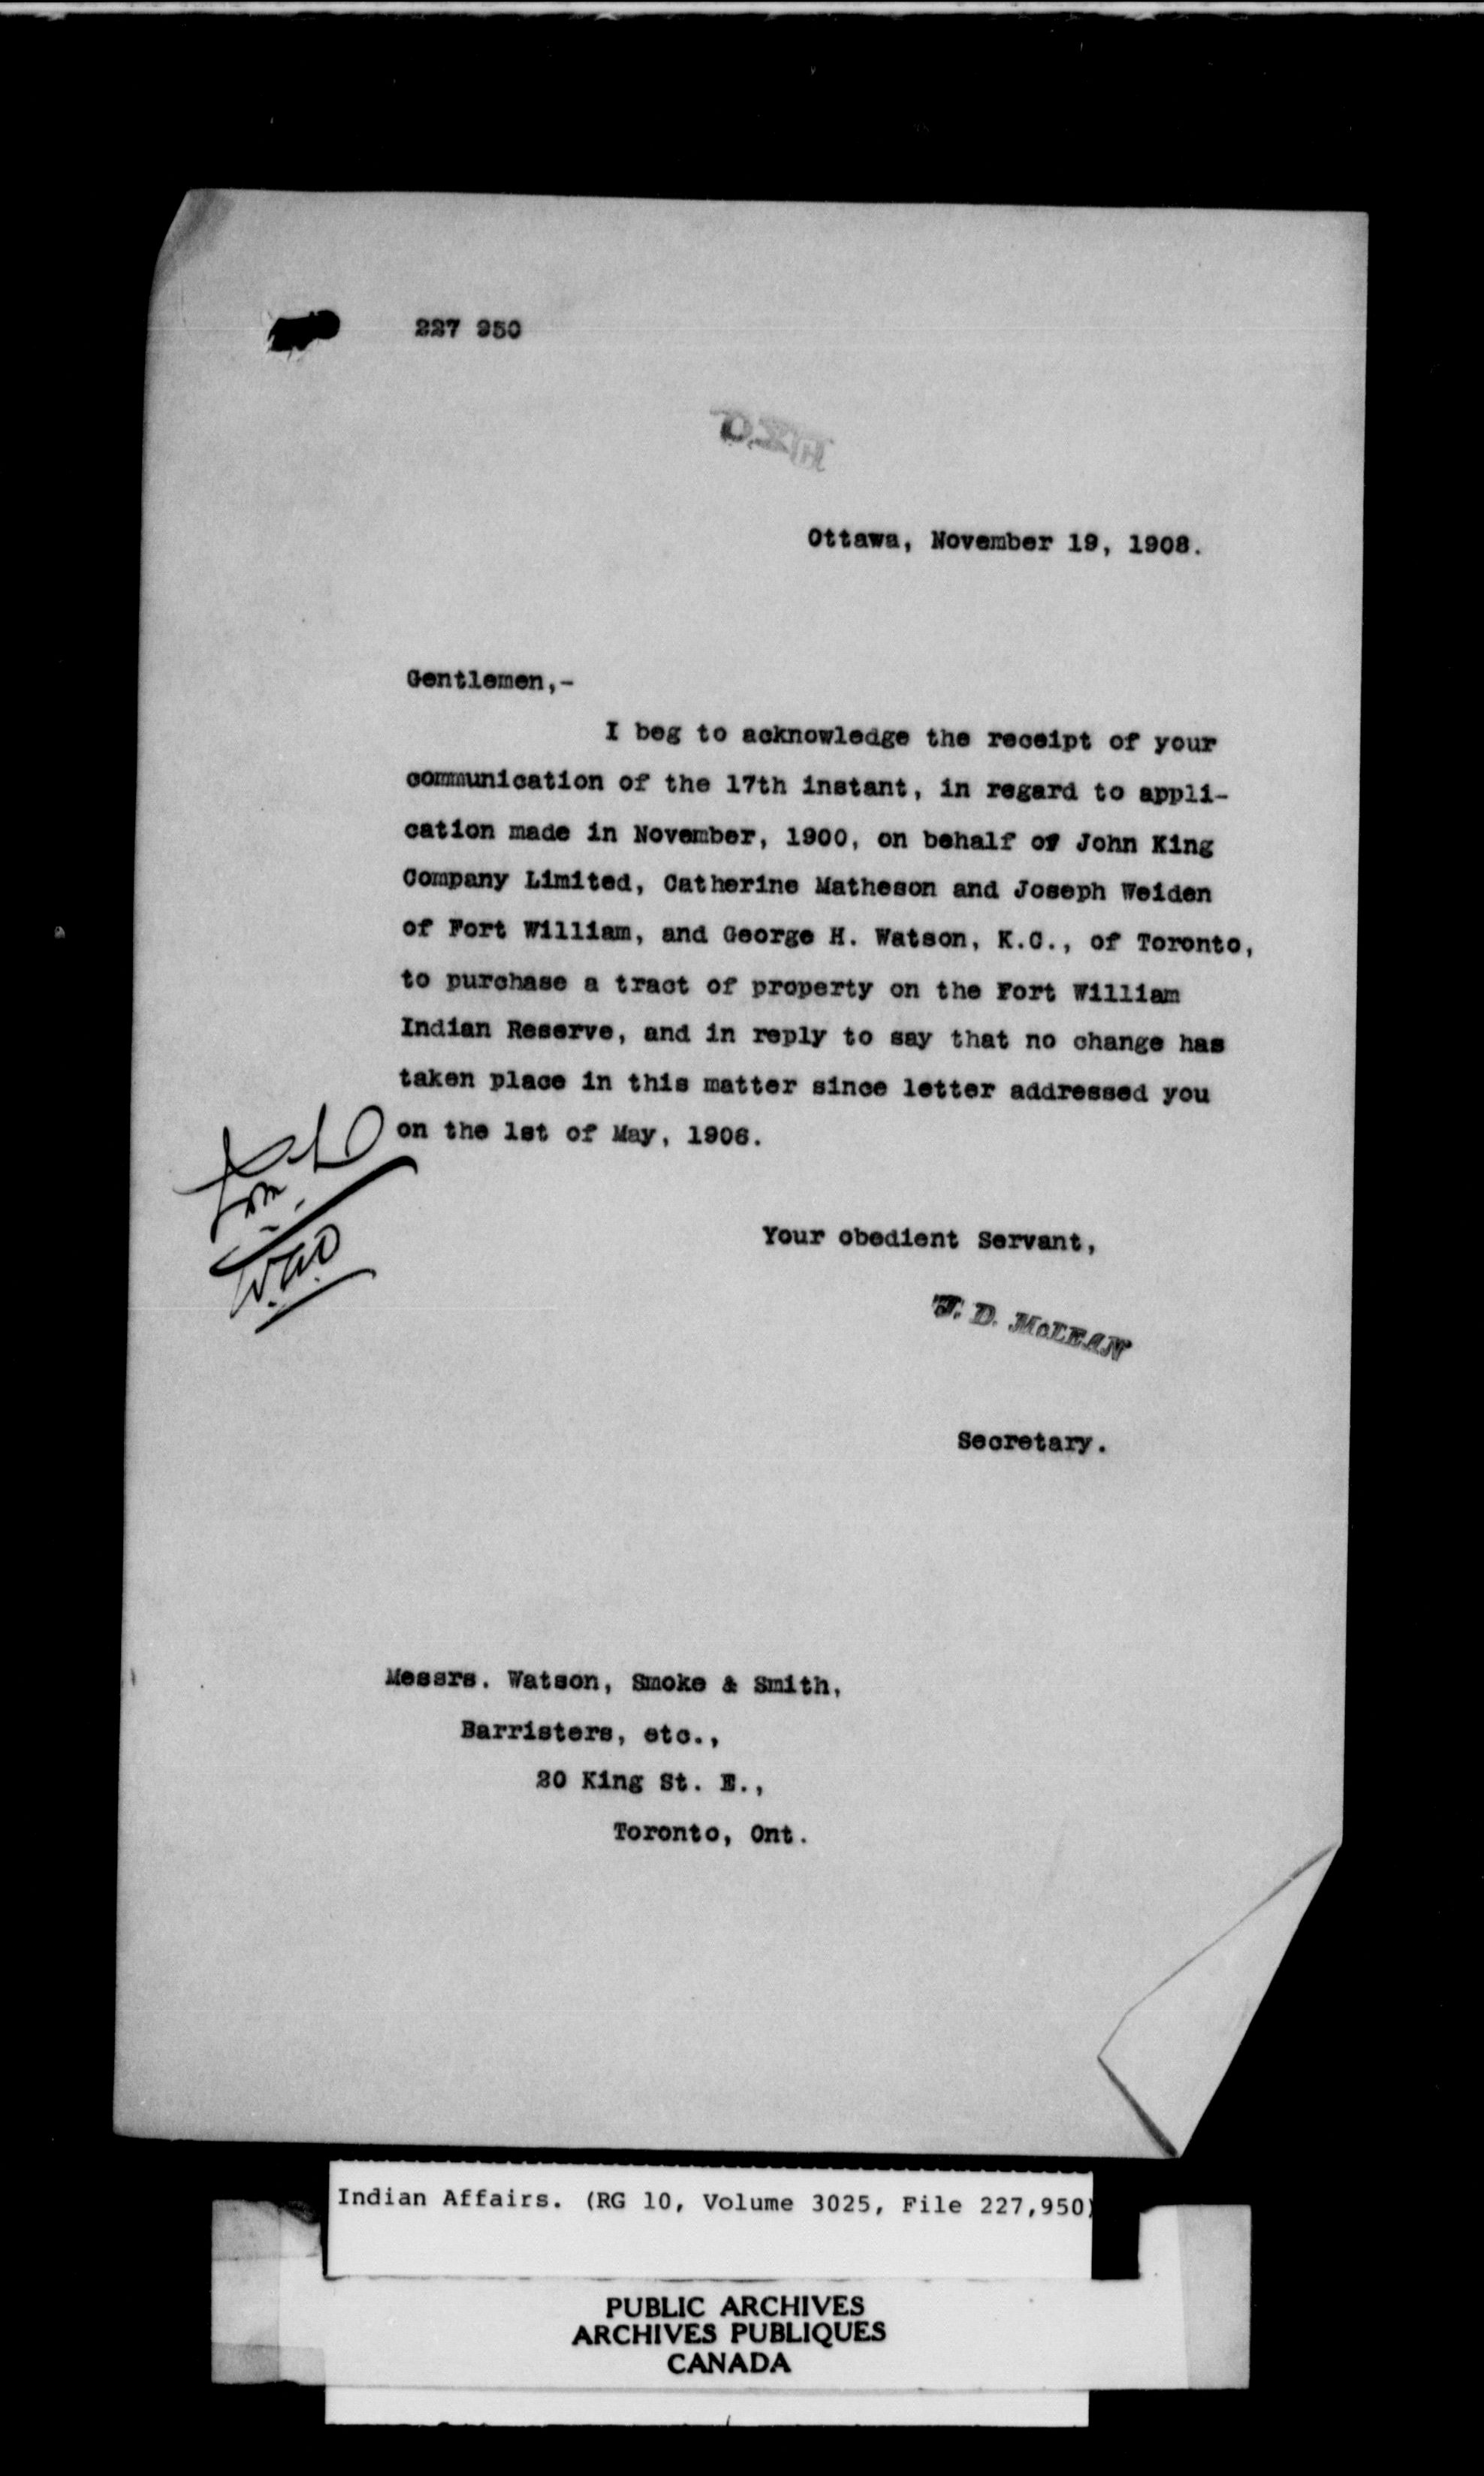 227 950
Ottawa, November 19, 1908.
Gentlemen,-
I beg to acknowledge the receipt of your
communication of the 17th instant, in regard to appli-
cation made in November, 1900, on behalf of John King
Company Limited, Catherine Matheson and Joseph Weiden
of Fort William, and George H. Watson, K.C., of Toronto,
to purchase a tract of property on the Fort William
Indian Reserve, and in reply to say that no change has
taken place in this matter since letter addressed you
on the 1st of May, 1906.
Your obedient Servant,
J. D. McLEAN
Secretary.
Messrs. Watson, Smoke & Smith,
Barristers, etc.,
20 King St. E.,
Toronto, Ont.
Indian Affairs. (RG 10, Volume 3025, File 227,950)
PUBLIC ARCHIVES
ARCHIVES PUBLIQUES
CANADA